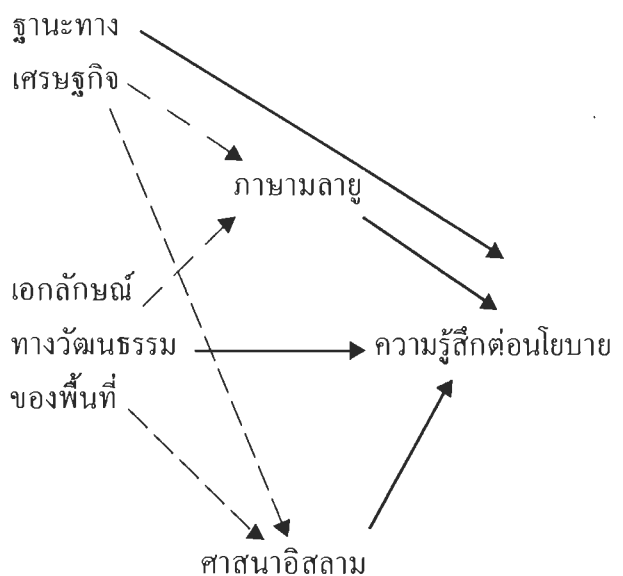 ฐานะทาง
เศรษฐกิจ
ภาษามลายู
เอกลักษณ์
ทางวัฒนธรรม
ของพื้นที่
ความรู้สึกต่อนโยบาย
ศาสนาอิสลาม